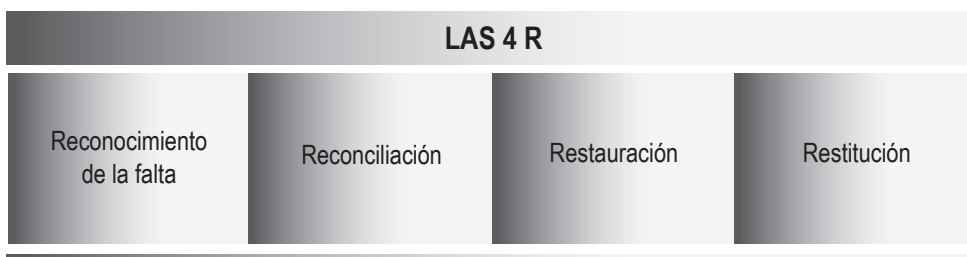 LAS 4 R
Reconocimiento
de la falta
Reconciliación
Restauración
Restitución